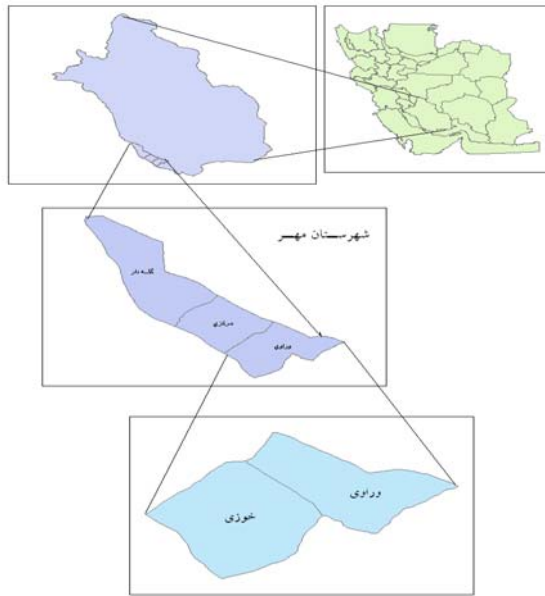 شهرستان مهر
گله دار
مرکزی
وراوی
وراوی
خوزی